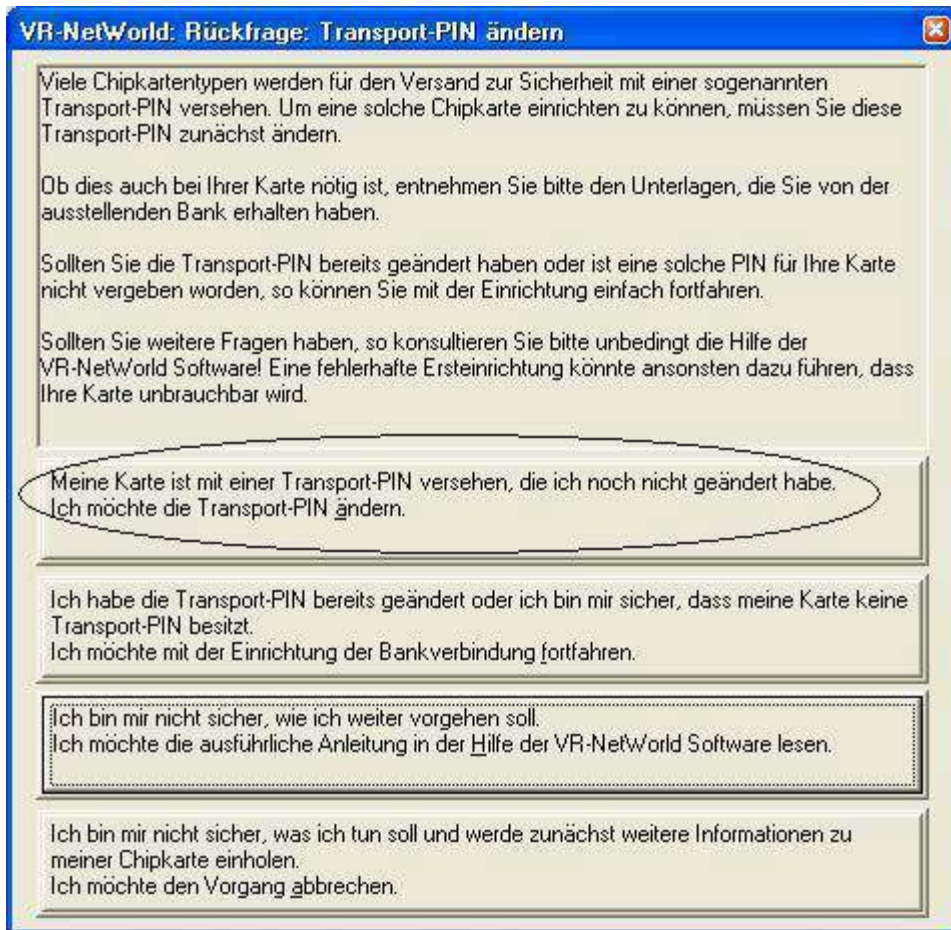 VR-NetWorld: Rückfrage: Transport-PIN ändern
Viele Chipkartentypen werden für den Versand zur Sicherheit mit einer sogenannten
Transport-PIN versehen. Um eine solche Chipkarte einrichten zu können, müssen Sie diese
Transport-PIN zunächst ändern.
Ob dies auch bei Ihrer Karte nötig ist, entnehmen Sie bitte den Unterlagen, die Sie von der
ausstellenden Bank erhalten haben.
Sollten Sie die Transport-PIN bereits geändert haben oder ist eine solche PIN für Ihre Karte
nicht vergeben worden, so können Sie mit der Einrichtung einfach fortfahren.
Sollten Sie weitere Fragen haben, so konsultieren Sie bitte unbedingt die Hilfe der
VR-NetWorld Software! Eine fehlerhafte Ersteinrichtung könnte ansonsten dazu führen, dass
Ihre Karte unbrauchbar wird.
Meine Karte ist mit einer Transport-PIN versehen, die ich noch nicht geändert habe.
Ich möchte die Transport-PIN ändern.
Ich habe die Transport-PIN bereits geändert oder ich bin mir sicher, dass meine Karte keine
Transport-PIN besitzt.
Ich möchte mit der Einrichtung der Bankverbindung fortfahren.
Ich bin mir nicht sicher, wie ich weiter vorgehen soll.
Ich möchte die ausführliche Anleitung in der Hilfe der VR-NetWorld Software lesen.
Ich bin mir nicht sicher, was ich tun soll und werde zunächst weitere Informationen zu
meiner Chipkarte einholen.
Ich möchte den Vorgang abbrechen.